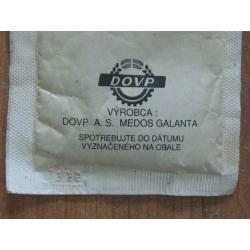 DOVP
VÝROBCA :
DOVP A. S. MEDOS GALANTA
SPOTREBUJTE DO DÁTUMU
VYZNAČENÉHO NA OBALE